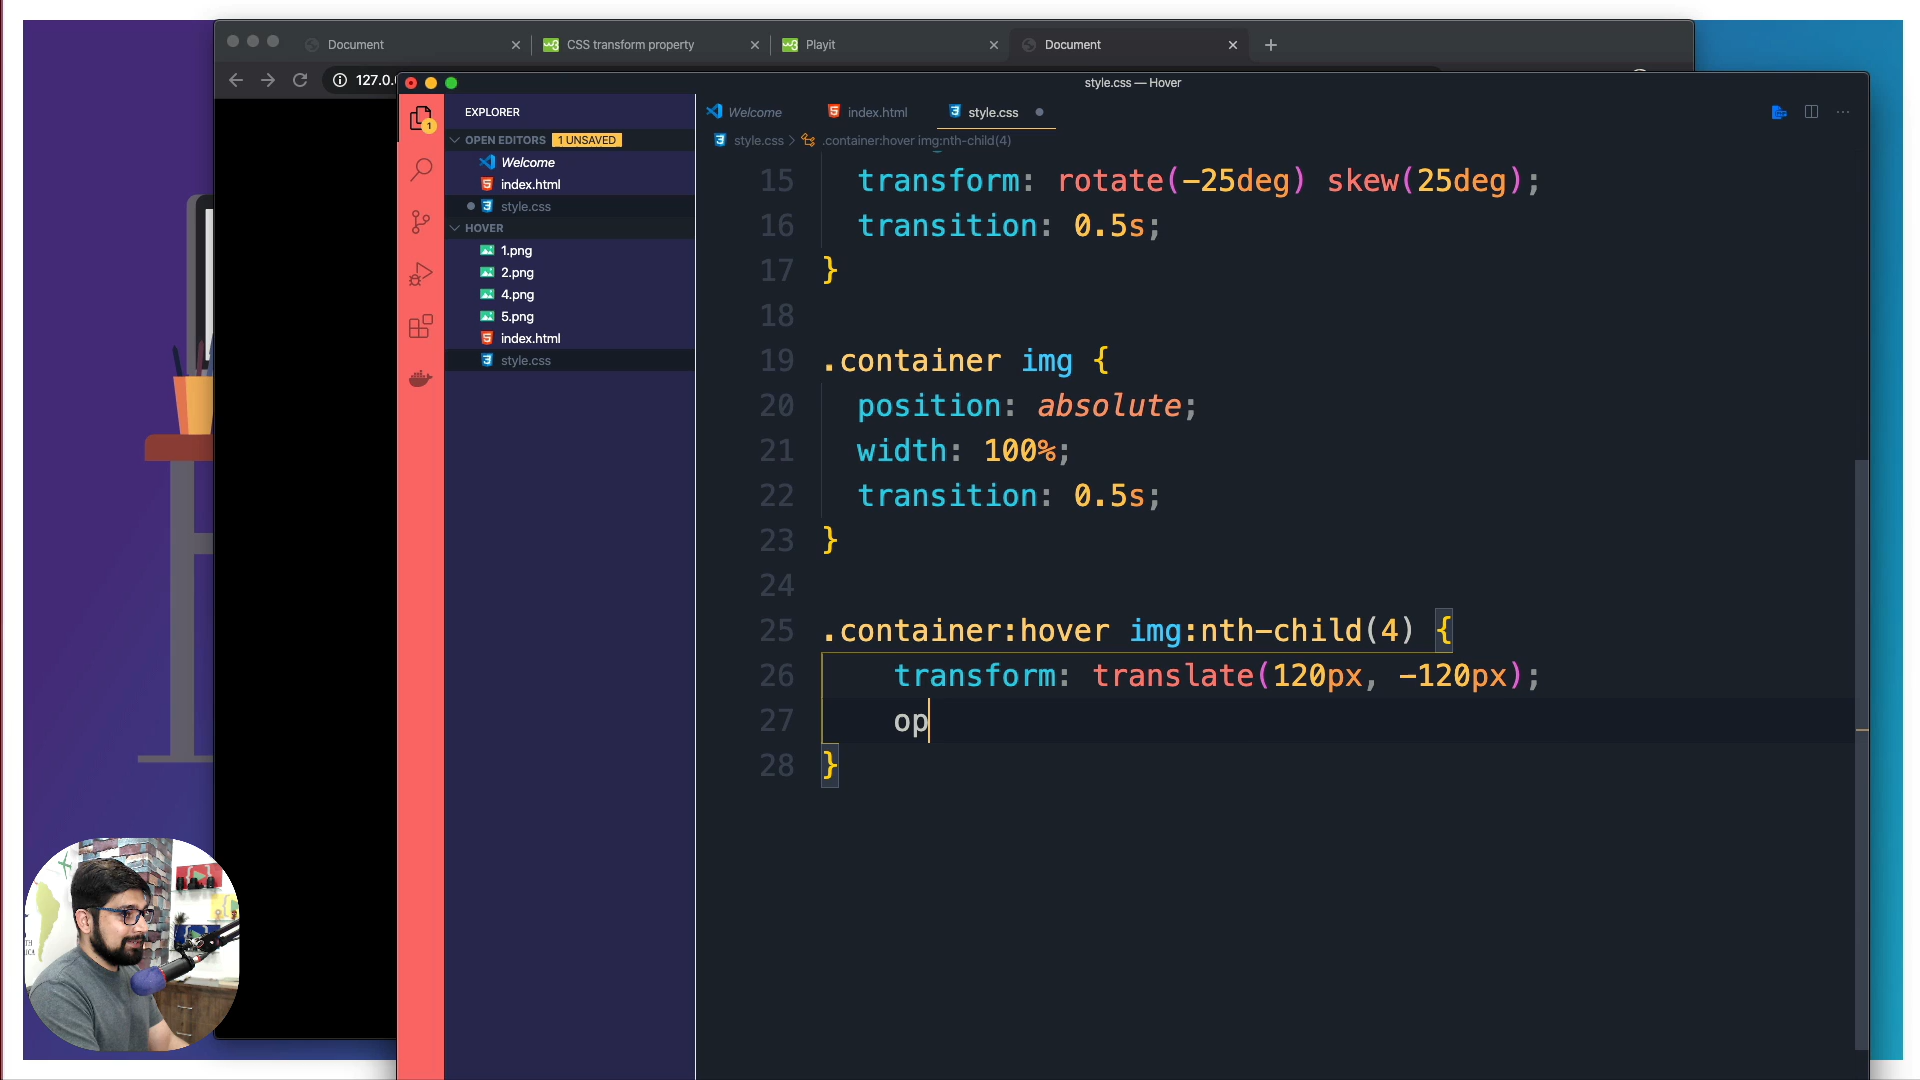 Document
CSS transform property
Playit
Document
127.0.
style.css — Hover
EXPLORER
Welcome
index.html
style.css
OPEN EDITORS 1 UNSAVED
style.css > .container:hover img:nth-child(4)
Welcome
index.html
style.css
HOVER
1.png
2.png
4.png
5.png
index.html
style.css
1
15 transform: rotate(-25deg) skew(25deg);
16 transition: 0.5s;
17 }
18
19 .container img {
20 position: absolute;
21 width: 100%;
22 transition: 0.5s;
23 }
24
25 .container:hover img:nth-child(4) {
26 transform: translate(120px, -120px);
27 op
28 }